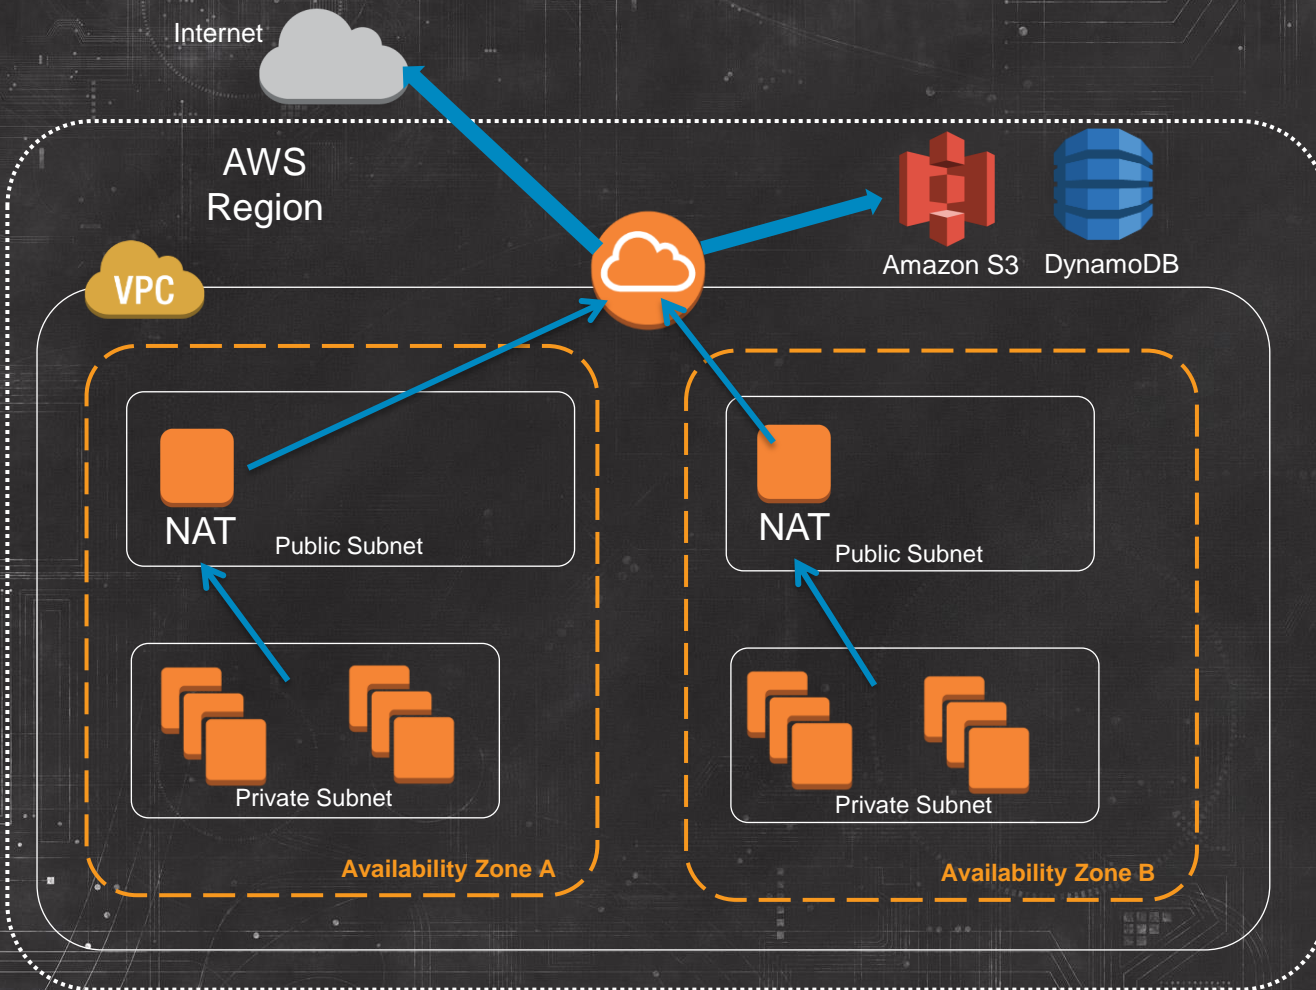 Internet
AWS
Region
Amazon S3
DynamoDB
VPC
NAT
Public Subnet
NAT
Public Subnet
Private Subnet
Private Subnet
Availability Zone A
Availability Zone B